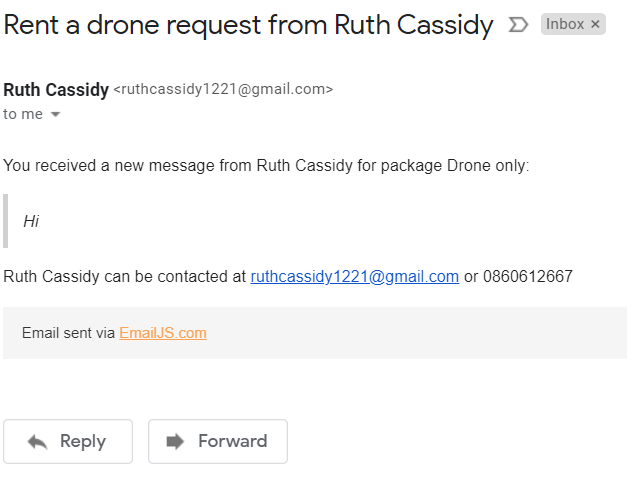 Rent a drone request from Ruth Cassidy Inbox ×
Ruth Cassidy <ruthcassidy1221@gmail.com>
to me
You received a new message from Ruth Cassidy for package Drone only:
Hi
Ruth Cassidy can be contacted at ruthcassidy1221@gmail.com or 0860612667
Email sent via EmailJS.com
Reply Forward